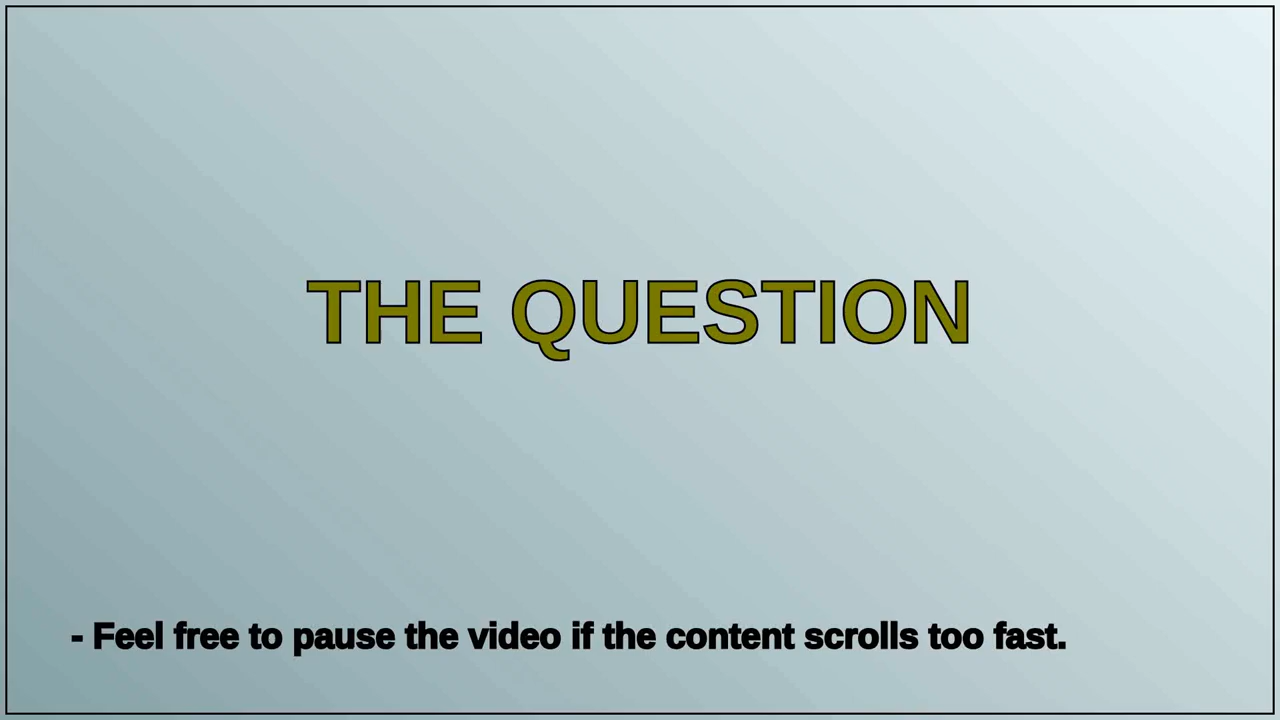 THE QUESTION
- Feel free to pause the video if the content scrolls too fast.